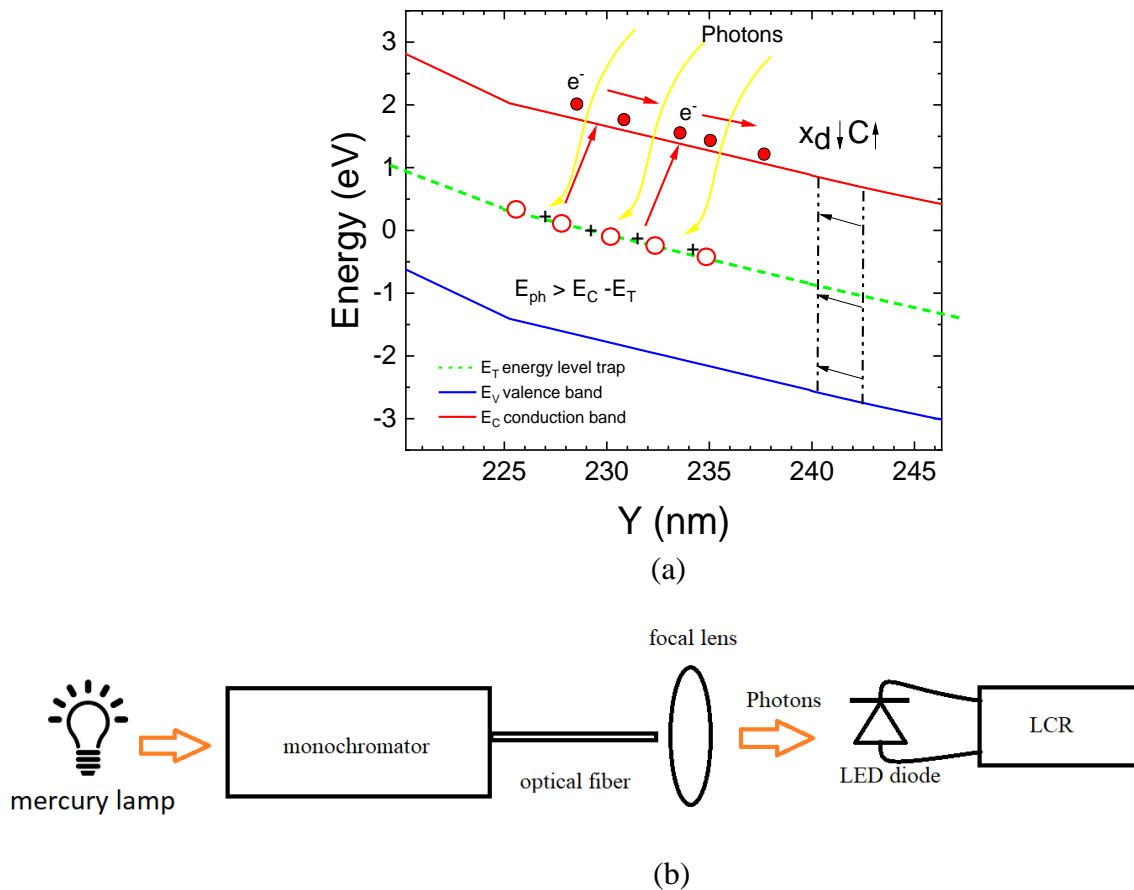 Photons
e-
e-
xd↓C↑
Eph > EC -ET
ET energy level trap
EV valence band
EC conduction band
Energy (eV)
3
2
1
0
-1
-2
-3
225 230 235 240 245
Y (nm)
(a)
focal lens
Photons
monochromator
LCR
optical fiber
LED diode
mercury lamp
(b)